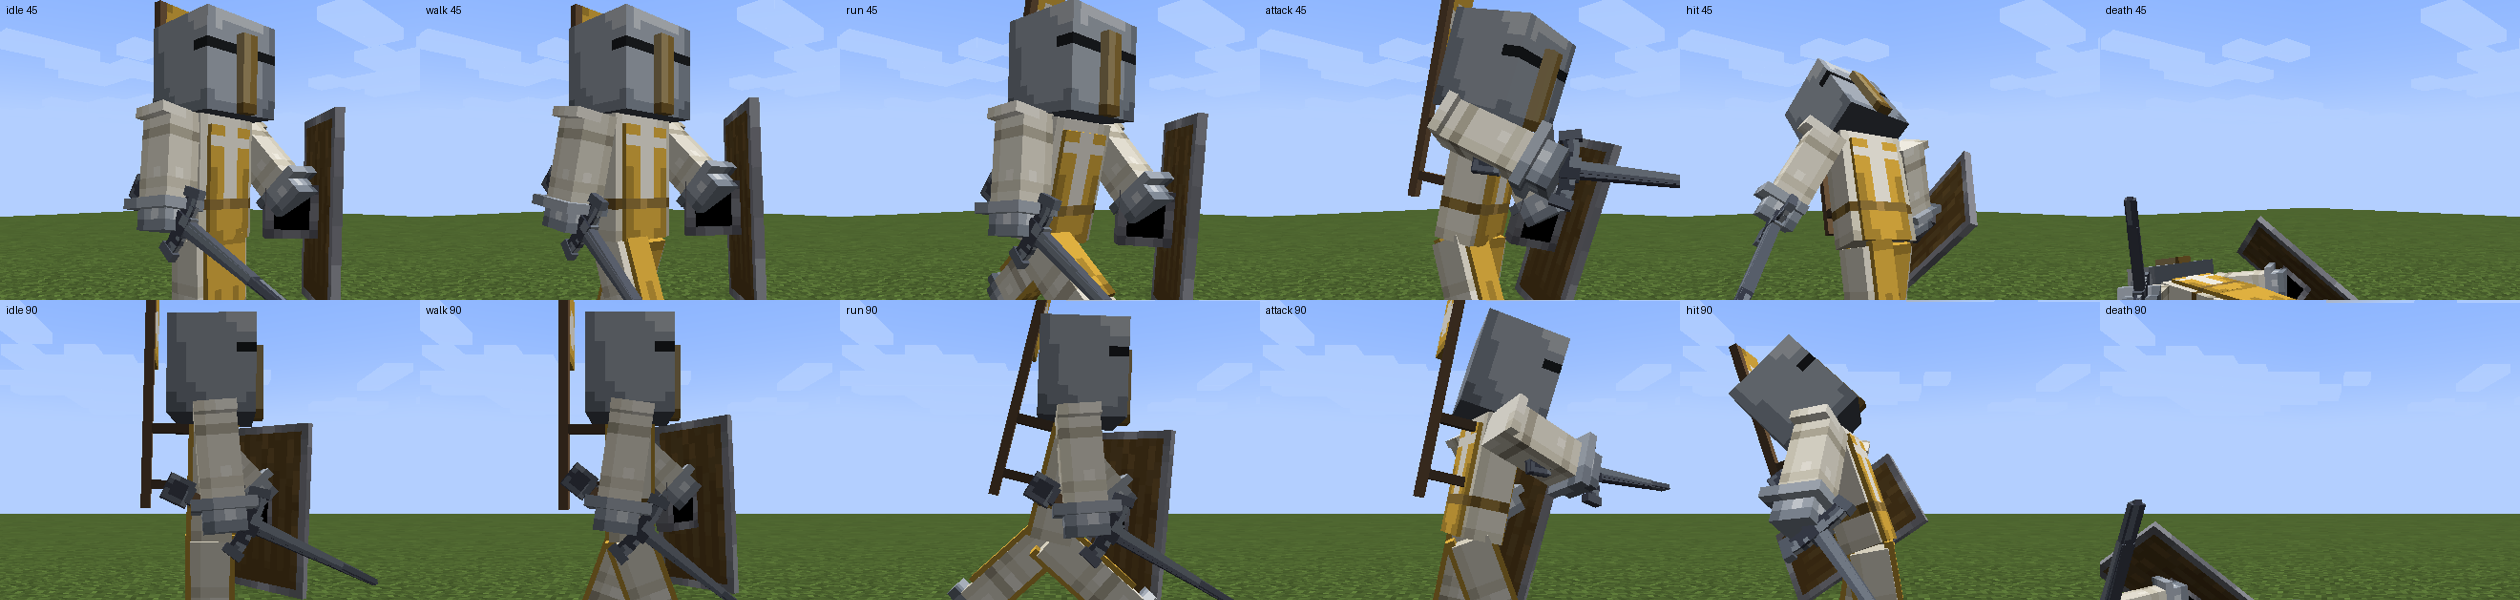 idle 45
walk 45
run 45
attack 45
hit 45
death 45
idle 90
walk 90
run 90
attack 90
hit 90
death 90